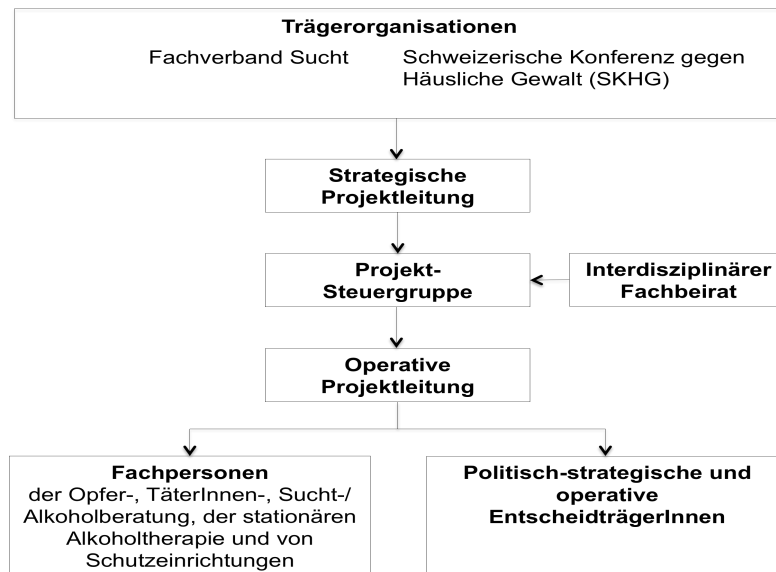 Trägerorganisationen
Fachverband Sucht
Schweizerische Konferenz gegen
Häusliche Gewalt (SKHG)
Strategische
Projektleitung
Projekt-
Steuergruppe
Interdisziplinärer
Fachbeirat
Operative
Projektleitung
Fachpersonen
der Opfer-, TäterInnen-, Sucht-/
Alkoholberatung, der stationären
Alkoholtherapie und von
Schutzeinrichtungen
Politisch-strategische und
operative
EntscheidträgerInnen